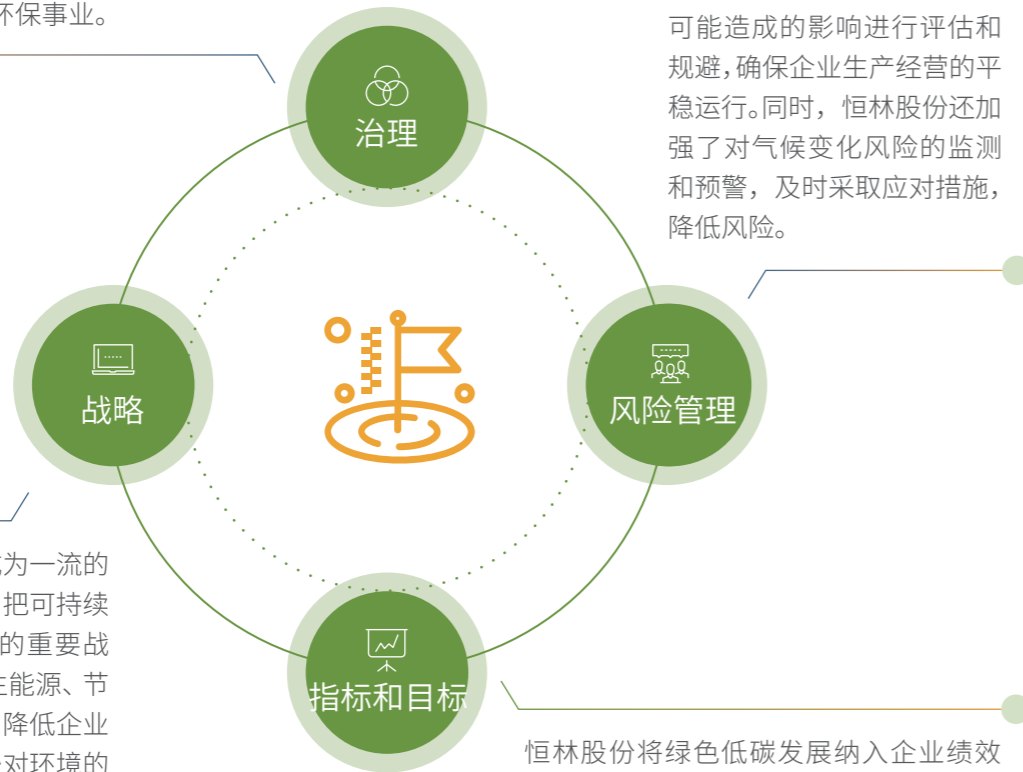 环保事业。
可能造成的影响进行评估和
规避，确保企业生产经营的平
稳运行。同时，恒林股份还加
强了对气候变化风险的监测
和预警，及时采取应对措施，
降低风险。
治理
战略
风险管理
指标和目标
为一流的
把可持续
的重要战
能源、节
降低企业
对环境的
恒林股份将绿色低碳发展纳入企业绩效